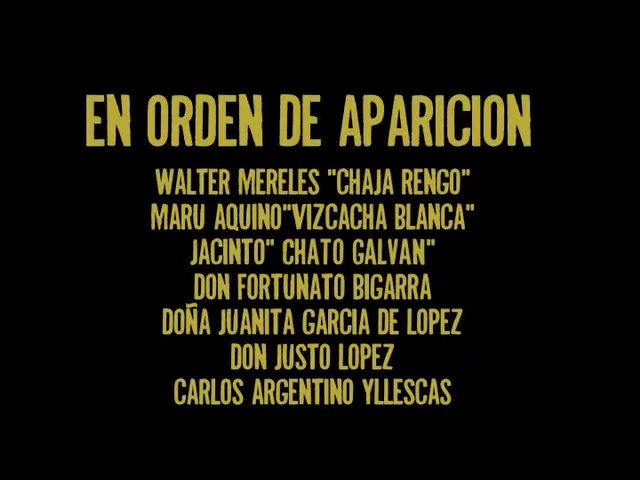 EN ORDEN DE APARICION
WALTER MERELES "CHAJA RENGO"
MARU AQUINO"VIZCACHA BLANCA"
JACINTO" CHATO GALVAN"
DON FORTUNATO BIGARRA
DOÑA JUANITA GARCIA DE LOPEZ
DON JUSTO LOPEZ
CARLOS ARGENTINO YLLESCAS